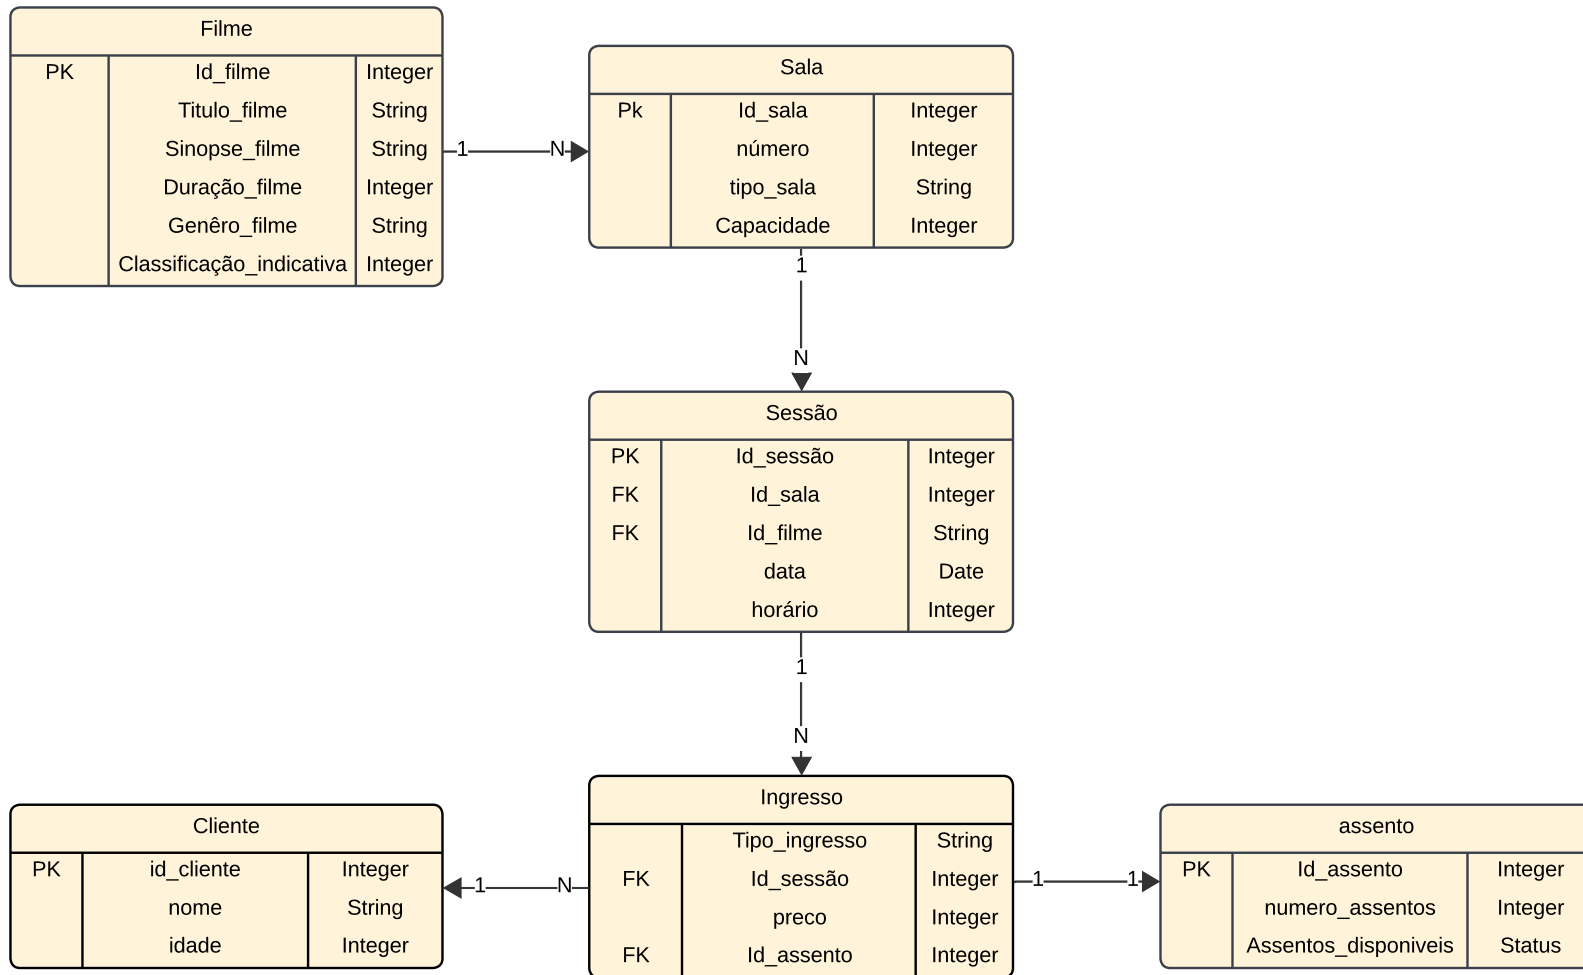 Filme
PK Id_filme Integer
Titulo_filme String
Sinopse_filme String
Duração_filme Integer
Genêro_filme String
Classificação_indicativa Integer
1 N
Sala
Pk Id_sala Integer
número Integer
tipo_sala String
Capacidade Integer
1
N
Sessão
PK Id_sessão Integer
FK Id_sala Integer
FK Id_filme String
data Date
horário Integer
1
N
Cliente
PK id_cliente Integer
nome String
idade Integer
1 N
Ingresso
Tipo_ingresso String
FK Id_sessão Integer
preco Integer
FK Id_assento Integer
1 1
assento
PK Id_assento Integer
numero_assentos Integer
Assentos_disponiveis Status